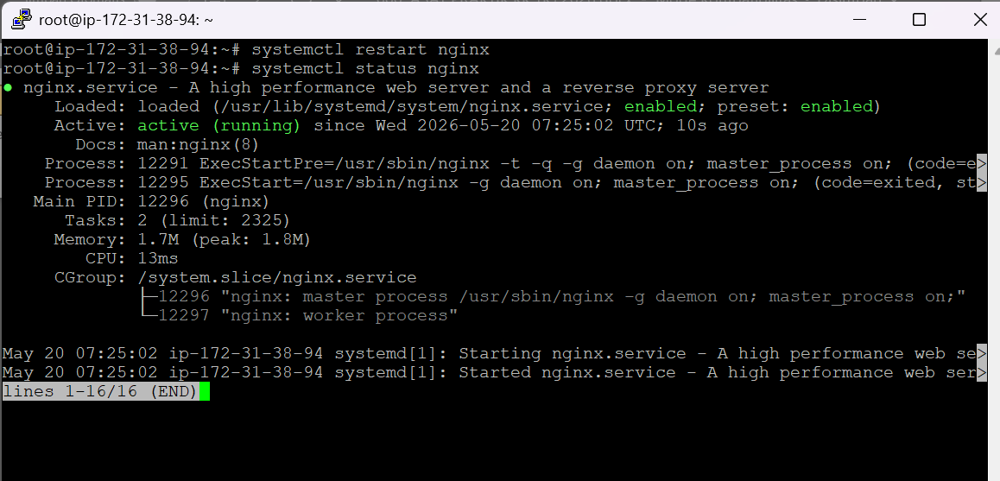 root@ip-172-31-38-94: ~
root@ip-172-31-38-94:~# systemctl restart nginx
root@ip-172-31-38-94:~# systemctl status nginx
● nginx.service - A high performance web server and a reverse proxy server
     Loaded: loaded (/usr/lib/systemd/system/nginx.service; enabled; preset: enabled)
     Active: active (running) since Wed 2026-05-20 07:25:02 UTC; 10s ago
       Docs: man:nginx(8)
    Process: 12291 ExecStartPre=/usr/sbin/nginx -t -q -g daemon on; master_process on; (code=e>
    Process: 12295 ExecStart=/usr/sbin/nginx -g daemon on; master_process on; (code=exited, st>
   Main PID: 12296 (nginx)
      Tasks: 2 (limit: 2325)
     Memory: 1.7M (peak: 1.8M)
        CPU: 13ms
     CGroup: /system.slice/nginx.service
             ├─12296 "nginx: master process /usr/sbin/nginx -g daemon on; master_process on;"
             └─12297 "nginx: worker process"
May 20 07:25:02 ip-172-31-38-94 systemd[1]: Starting nginx.service - A high performance web se>
May 20 07:25:02 ip-172-31-38-94 systemd[1]: Started nginx.service - A high performance web ser>
lines 1-16/16 (END)